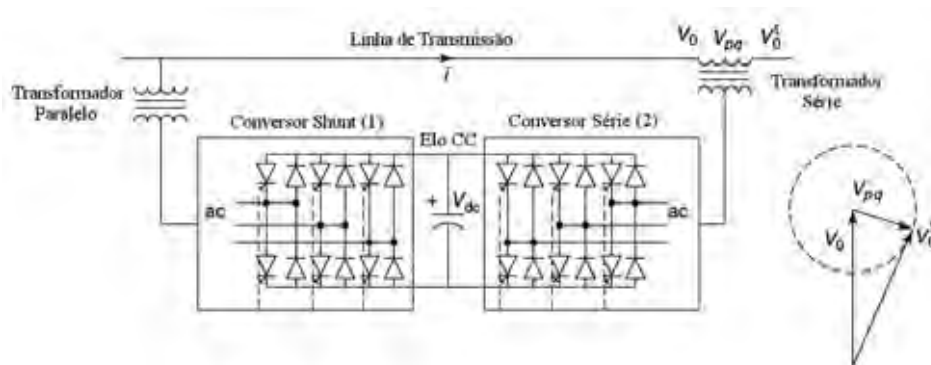 Linha de Transmissão
i
V0 Vpq V0'
Transformador
Paralelo
Transformador
Série
Conversor Shunt (1)
Elo CC
Conversor Série (2)
ac
+ Vdc
ac
Vpq
V0
V0'